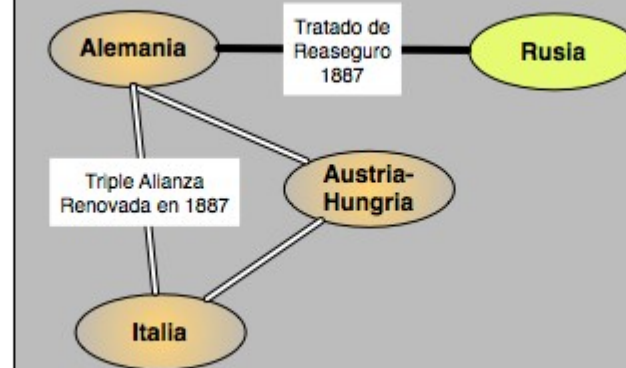 Alemania
Tratado de
Reaseguro
1887
Rusia
Triple Alianza
Renovada en 1887
Austria-
Hungria
Italia